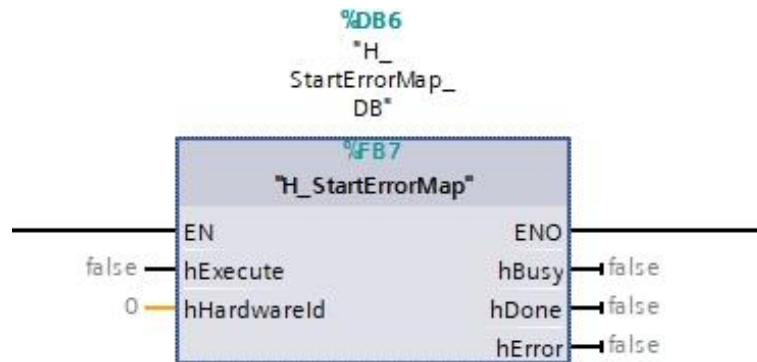 %DB6
"H_
StartErrorMap_
DB"
%FB7
"H_StartErrorMap"
EN ENO
false hExecute hBusy false
0 hHardwareId hDone false
hError false